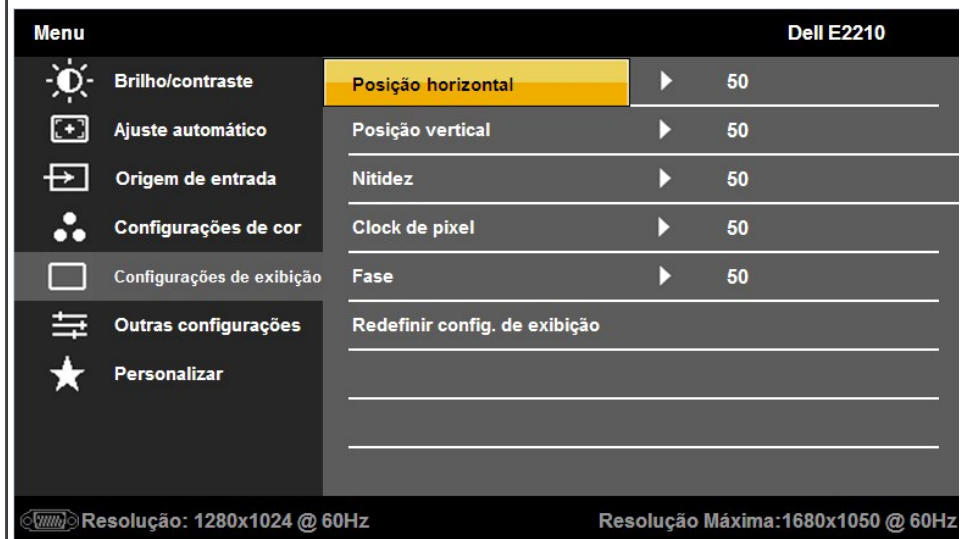 Menu Dell E2210
Brilho/contraste Posição horizontal 50
Ajuste automático Posição vertical 50
Origem de entrada Nitidez 50
Configurações de cor Clock de pixel 50
Configurações de exibição Fase 50
Outras configurações Redefinir config. de exibição
Personalizar
Resolução: 1280x1024 @ 60Hz Resolução Máxima:1680x1050 @ 60Hz